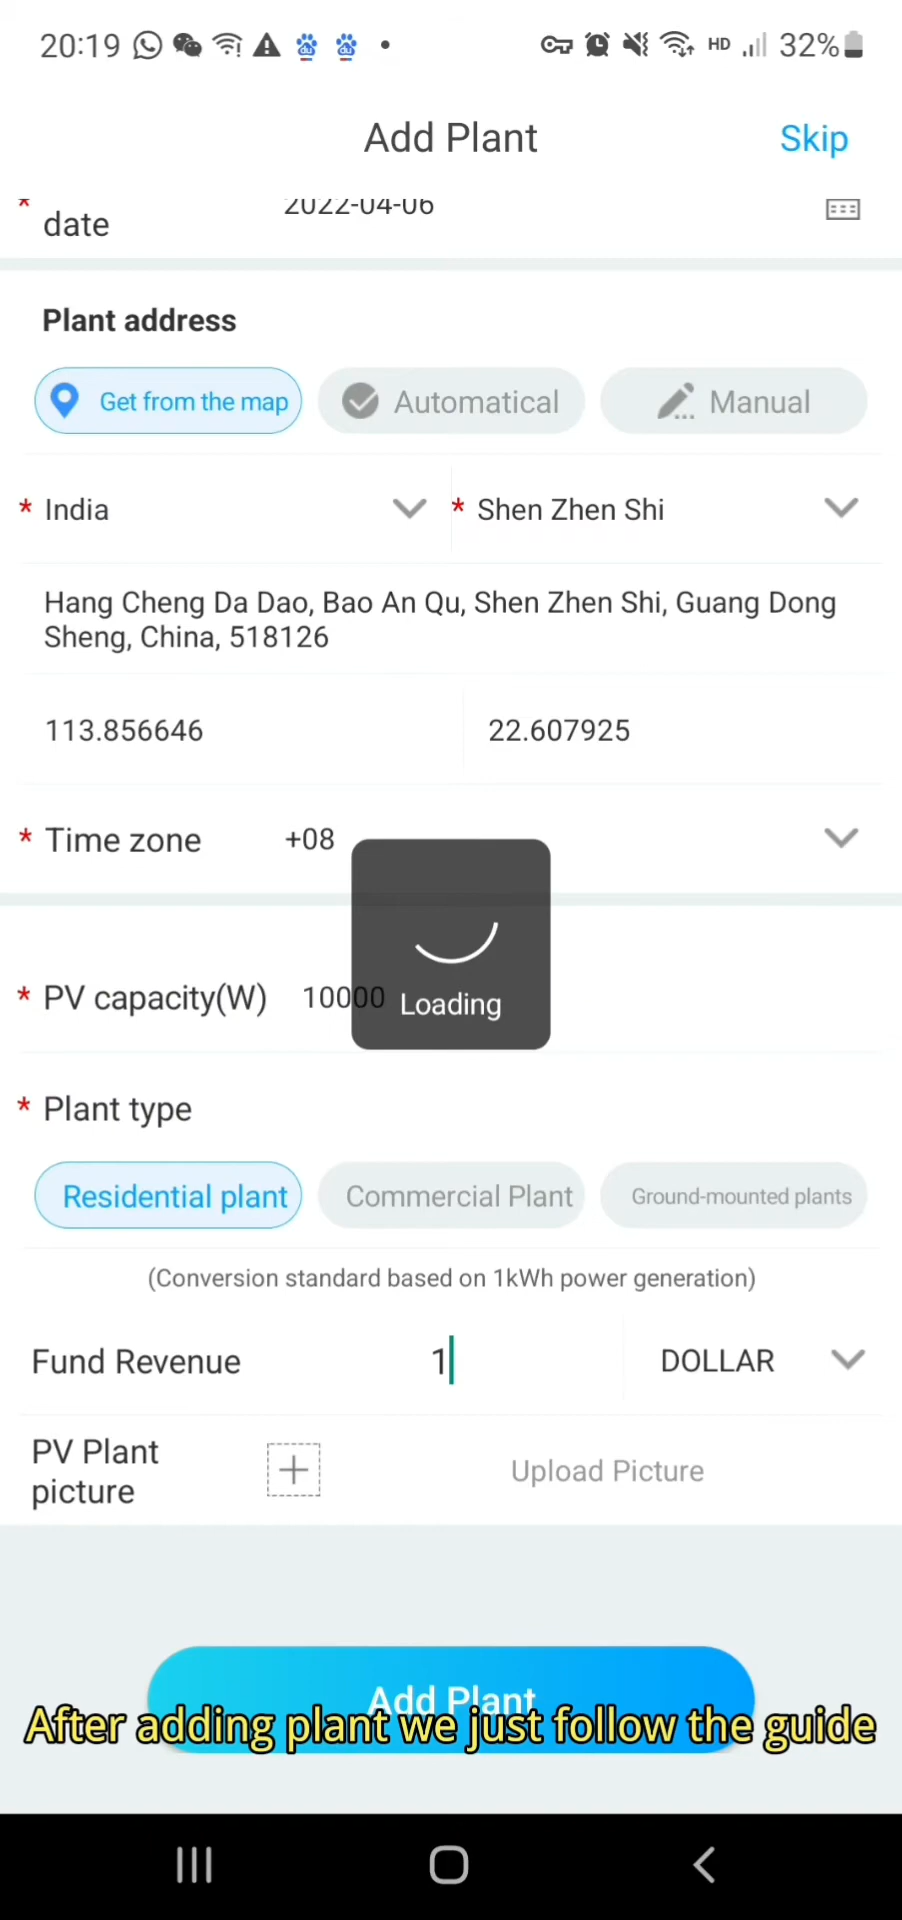 20:19 HD 32%
Add Plant Skip
* date 2022-04-06
Plant address
Get from the map Automatical Manual
* India * Shen Zhen Shi
Hang Cheng Da Dao, Bao An Qu, Shen Zhen Shi, Guang Dong
Sheng, China, 518126
113.856646 22.607925
* Time zone +08
* PV capacity(W) 10000
Loading
* Plant type
Residential plant Commercial Plant Ground-mounted plants
(Conversion standard based on 1kWh power generation)
Fund Revenue 1 DOLLAR
PV Plant
picture
Upload Picture
Add Plant
After adding plant we just follow the guide